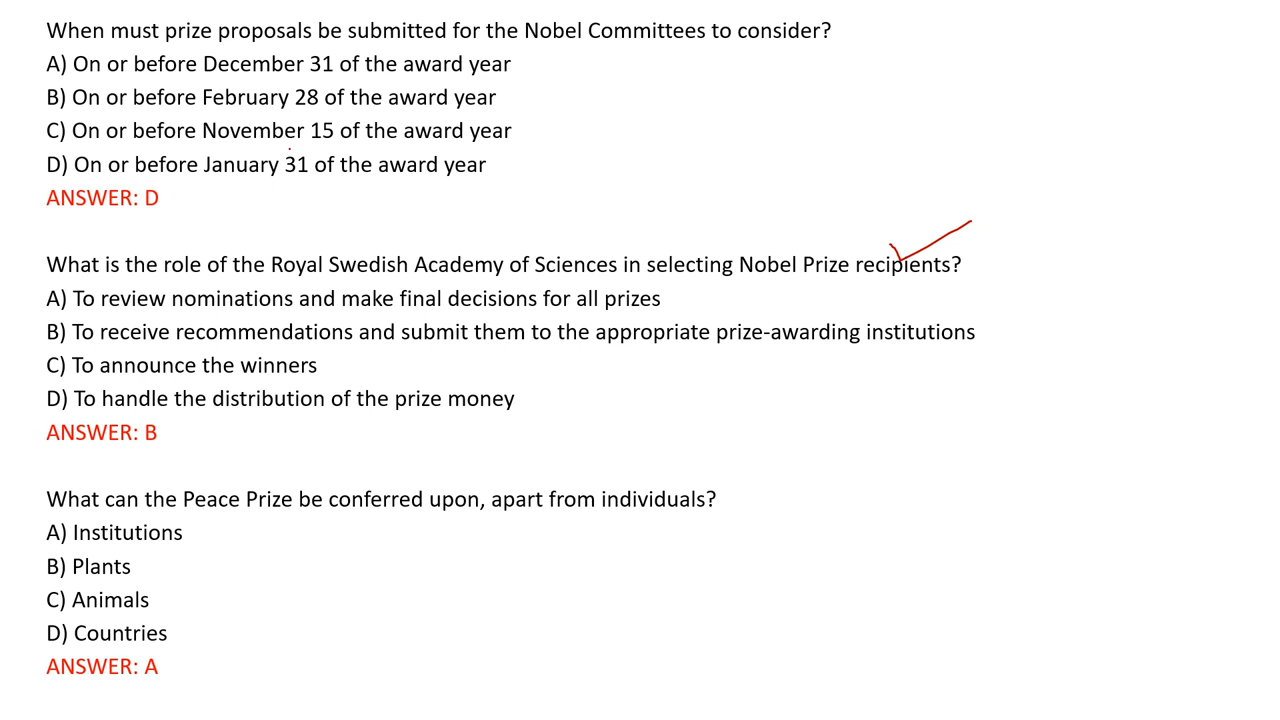 When must prize proposals be submitted for the Nobel Committees to consider?
A) On or before December 31 of the award year
B) On or before February 28 of the award year
C) On or before November 15 of the award year
D) On or before January 31 of the award year
ANSWER: D
What is the role of the Royal Swedish Academy of Sciences in selecting Nobel Prize recipients?
A) To review nominations and make final decisions for all prizes
B) To receive recommendations and submit them to the appropriate prize-awarding institutions
C) To announce the winners
D) To handle the distribution of the prize money
ANSWER: B
What can the Peace Prize be conferred upon, apart from individuals?
A) Institutions
B) Plants
C) Animals
D) Countries
ANSWER: A